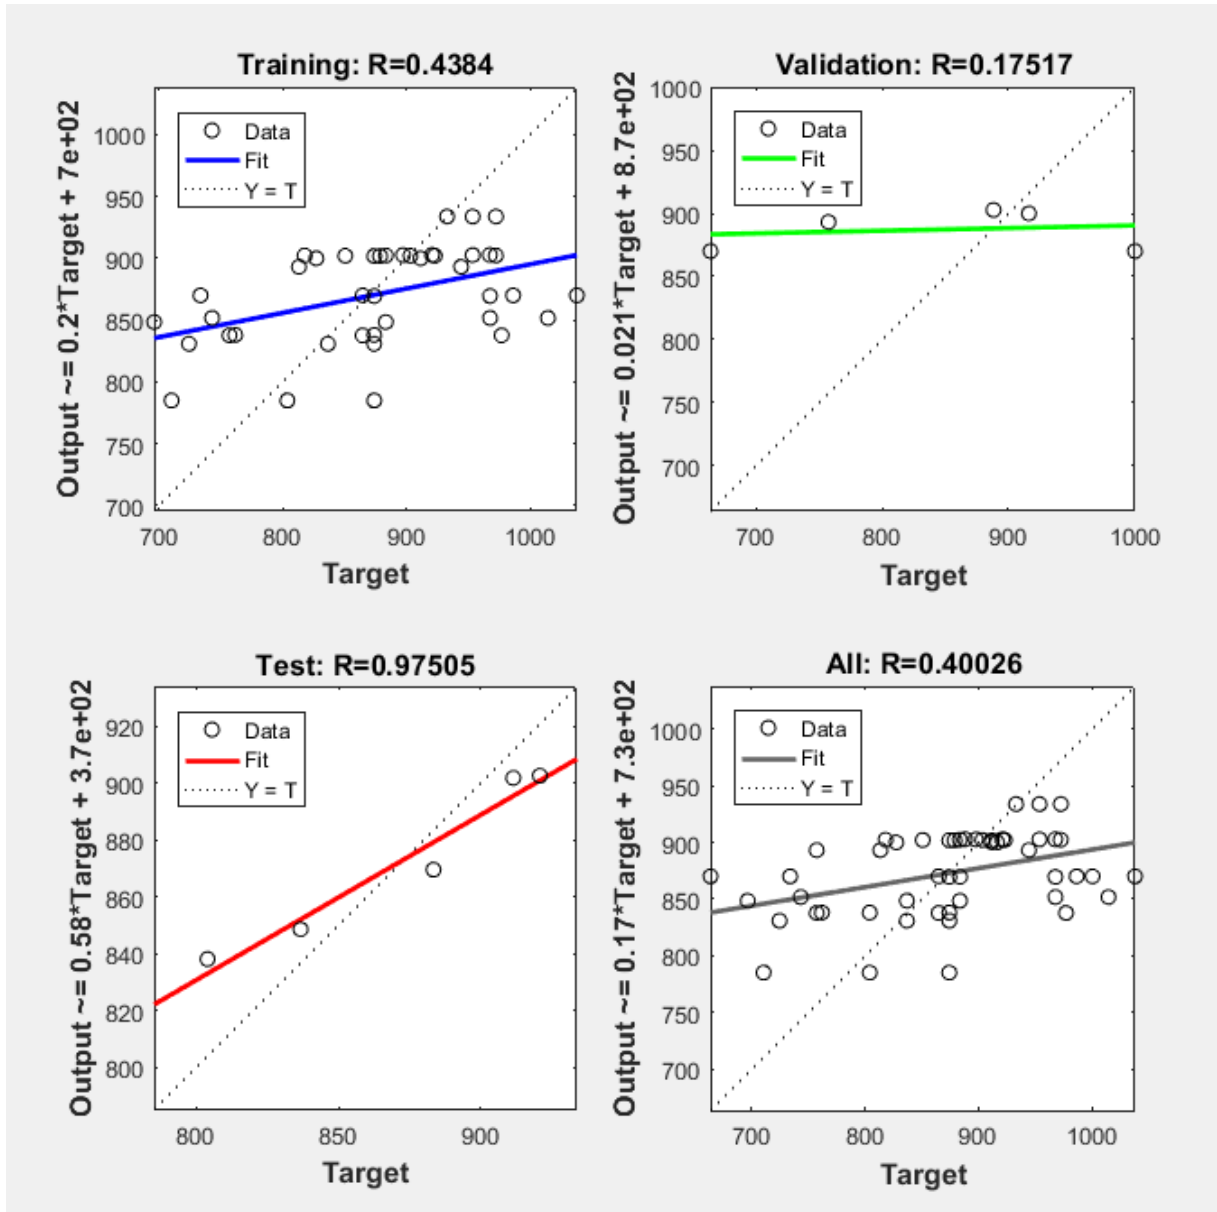 Training: R=0.4384
Output ~= 0.2*Target + 7e+02
Data
Fit
Y = T
1000
950
900
850
800
750
700
700 800 900 1000
Target
Validation: R=0.17517
Output ~= 0.021*Target + 8.7e+02
Data
Fit
Y = T
1000
950
900
850
800
750
700
700 800 900 1000
Target
Test: R=0.97505
Output ~= 0.58*Target + 3.7e+02
Data
Fit
Y = T
920
900
880
860
840
820
800
800 850 900
Target
All: R=0.40026
Output ~= 0.17*Target + 7.3e+02
Data
Fit
Y = T
1000
950
900
850
800
750
700
700 800 900 1000
Target